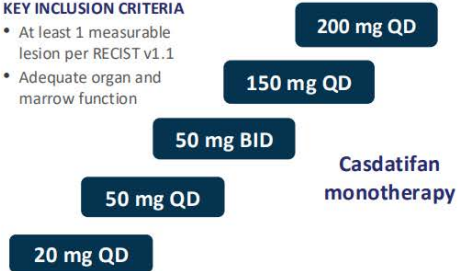 KEY INCLUSION CRITERIA
• At least 1 measurable
lesion per RECIST v1.1
• Adequate organ and
marrow function
200 mg QD
150 mg QD
50 mg BID
Casdatifan
monotherapy
50 mg QD
20 mg QD